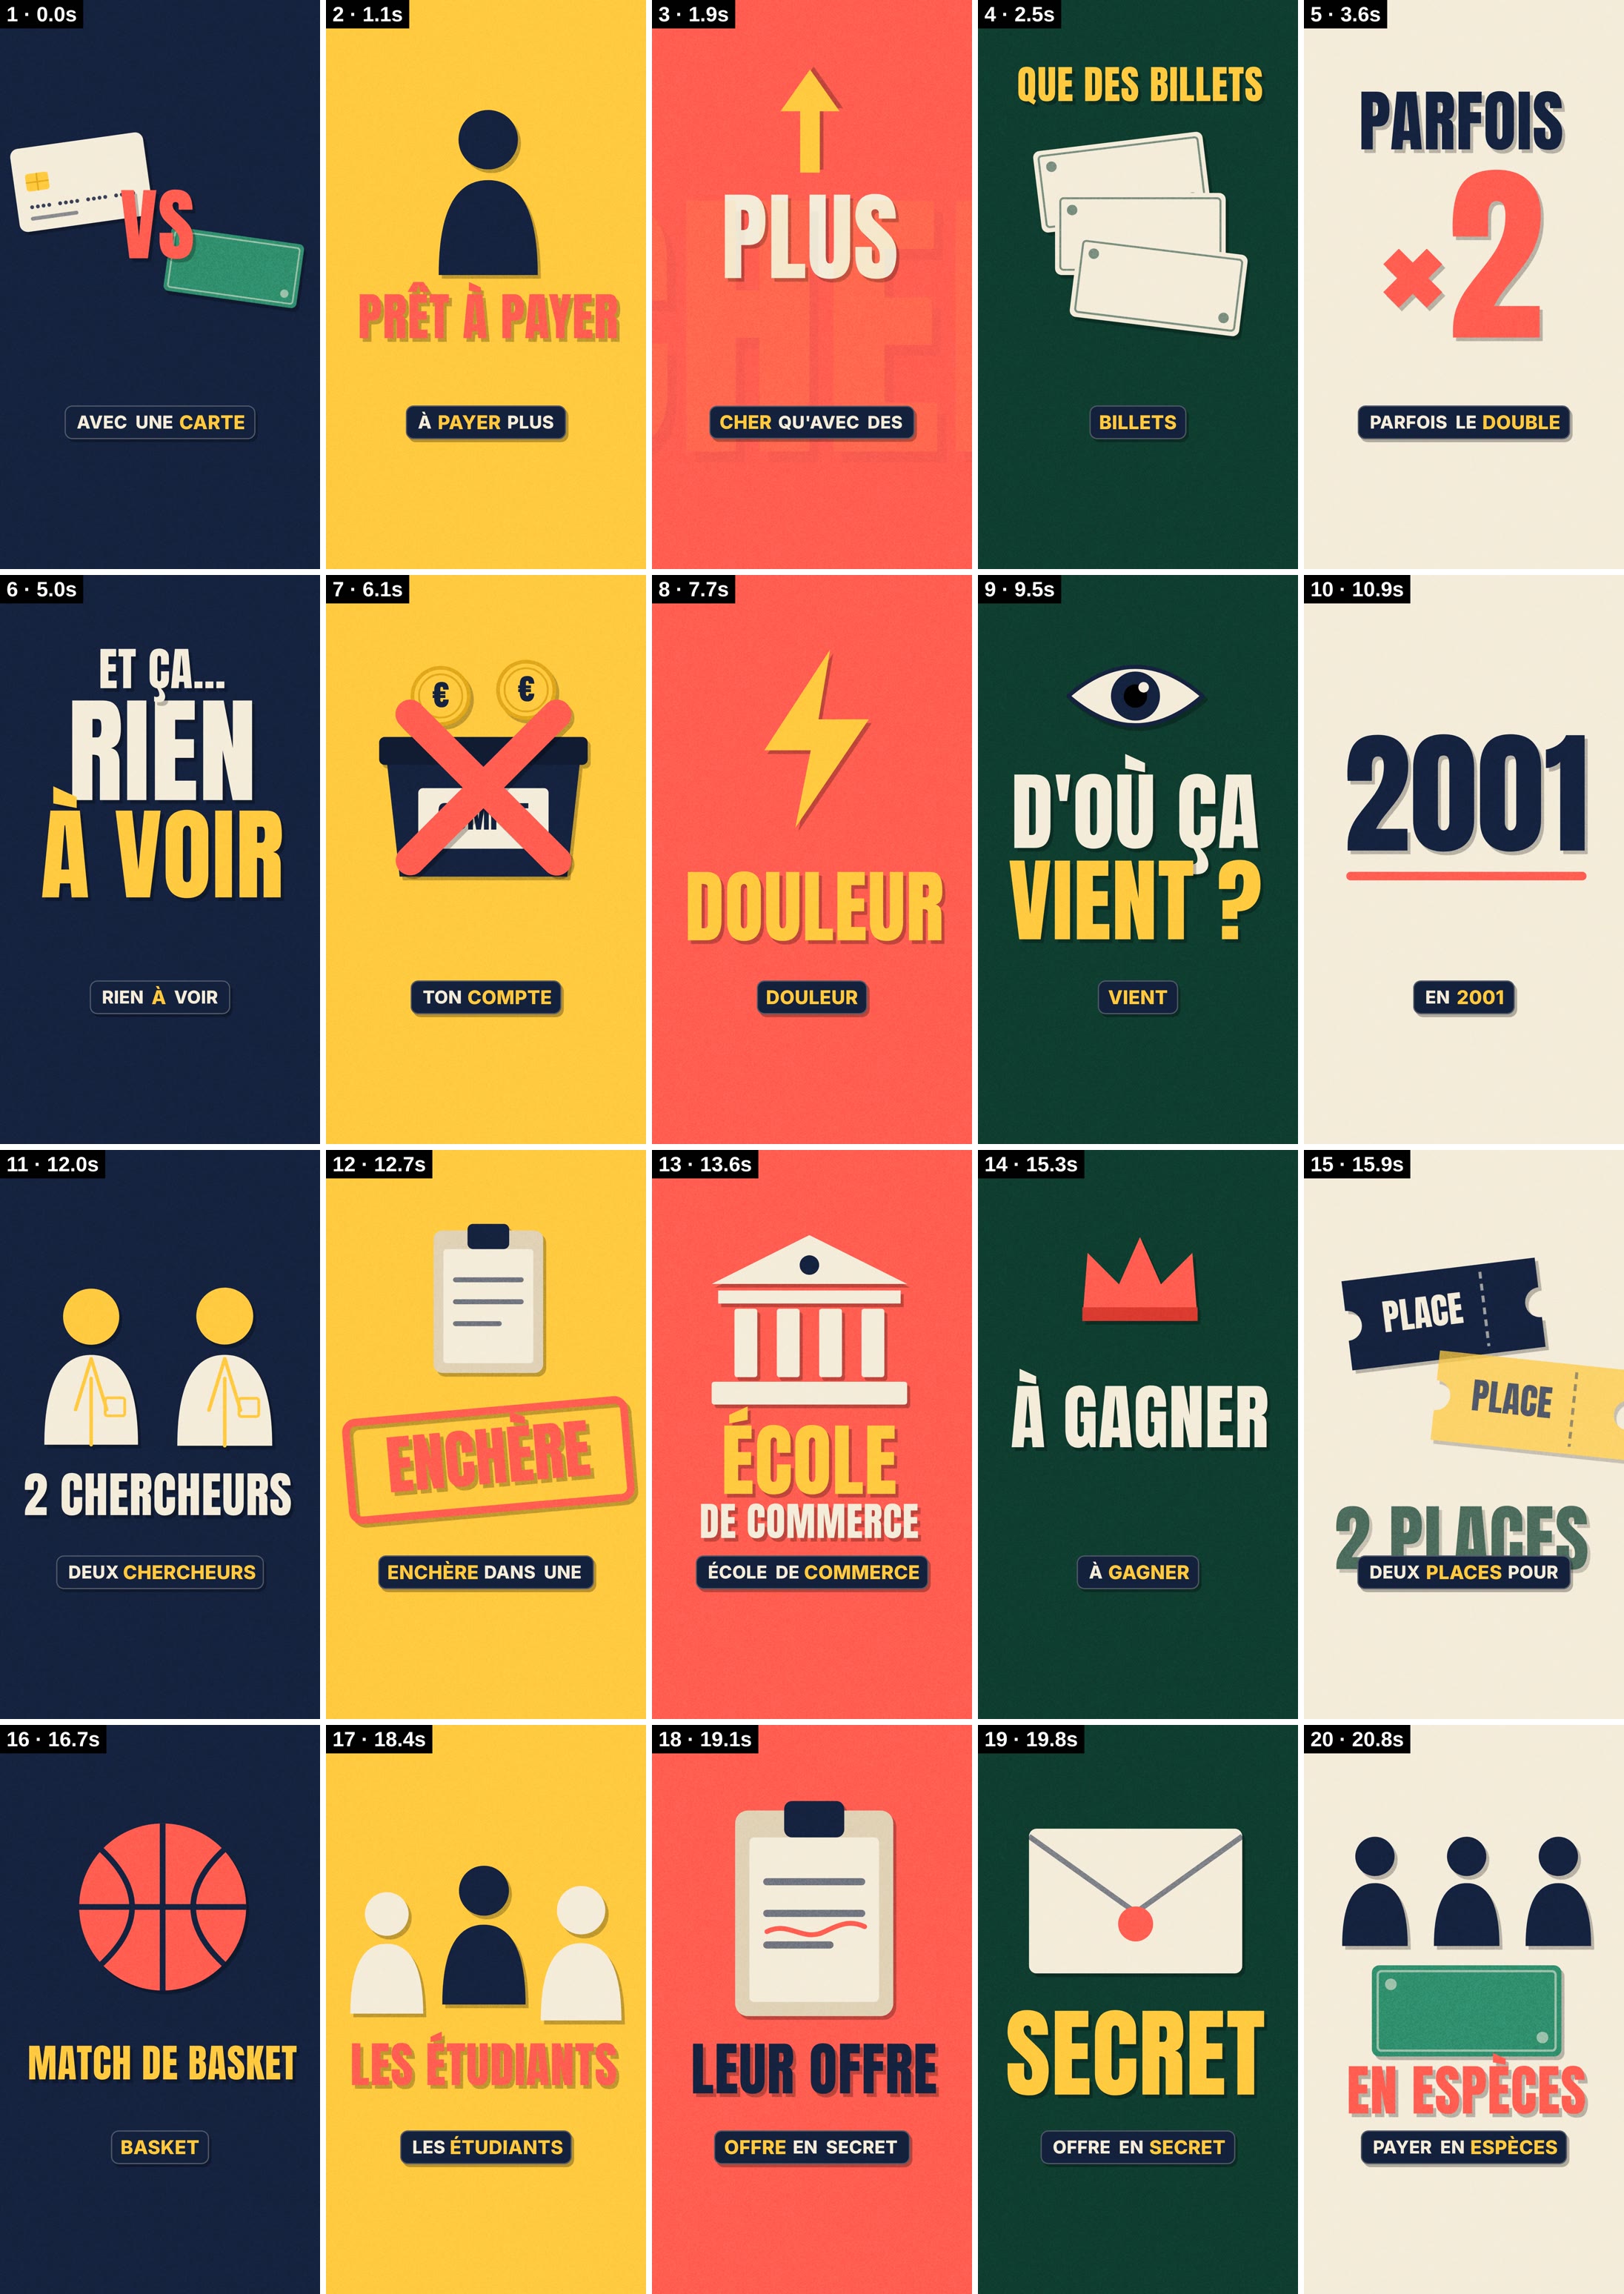 1 · 0.0s
VS
AVEC UNE CARTE
2 · 1.1s
PRÊT À PAYER
À PAYER PLUS
3 · 1.9s
PLUS
CHER QU'AVEC DES
4 · 2.5s
QUE DES BILLETS
BILLETS
5 · 3.6s
PARFOIS
×2
PARFOIS LE DOUBLE
6 · 5.0s
ET ÇA...
RIEN
À VOIR
RIEN À VOIR
7 · 6.1s
€ €
TON COMPTE
8 · 7.7s
DOULEUR
DOULEUR
9 · 9.5s
D'OÙ ÇA
VIENT ?
VIENT
10 · 10.9s
2001
EN 2001
11 · 12.0s
2 CHERCHEURS
DEUX CHERCHEURS
12 · 12.7s
ENCHÈRE
ENCHÈRE DANS UNE
13 · 13.6s
ÉCOLE
DE COMMERCE
ÉCOLE DE COMMERCE
14 · 15.3s
À GAGNER
À GAGNER
15 · 15.9s
PLACE
PLACE
2 PLACES
DEUX PLACES POUR
16 · 16.7s
MATCH DE BASKET
BASKET
17 · 18.4s
LES ÉTUDIANTS
LES ÉTUDIANTS
18 · 19.1s
LEUR OFFRE
OFFRE EN SECRET
19 · 19.8s
SECRET
OFFRE EN SECRET
20 · 20.8s
EN ESPÈCES
PAYER EN ESPÈCES